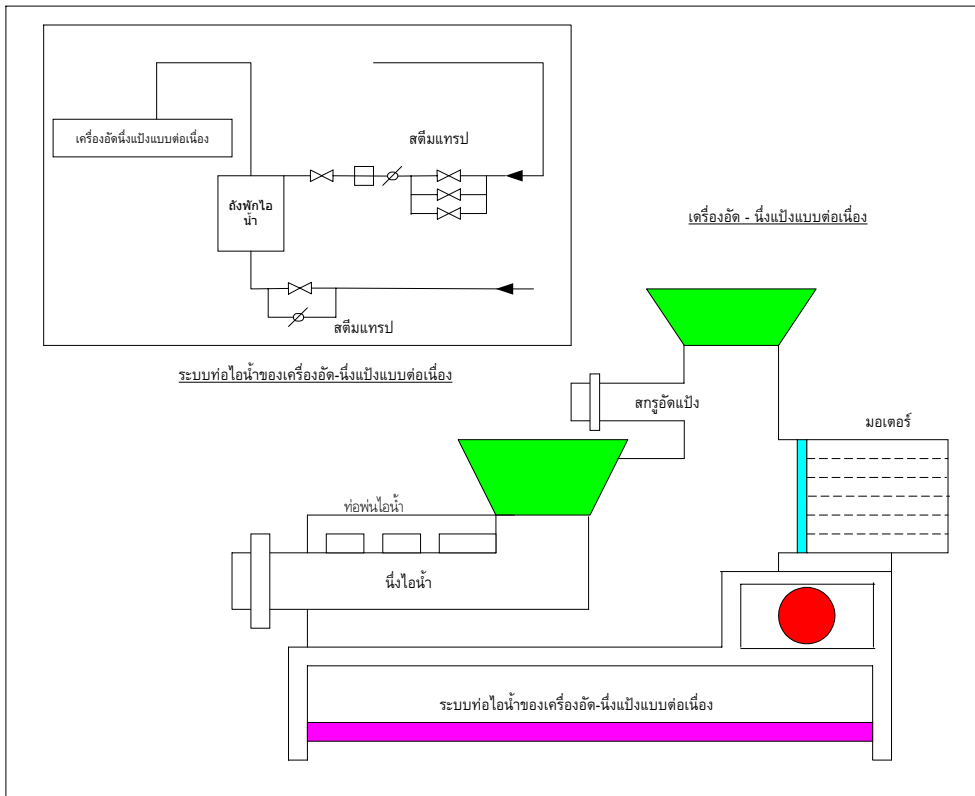 เครื่องอัดนึ่งแป้งแบบต่อเนื่อง
สตีมแทรป
ถังพักไอ
น้ำ
สตีมแทรป
ระบบท่อไอน้ำของเครื่องอัด-นึ่งแป้งแบบต่อเนื่อง
เดรื่องอัด - นึ่งแป้งแบบต่อเนื่อง
สกรูอัดแป้ง
มอเตอร์
ท่อพ่นไอน้ำ
นึ่งไอน้ำ
ระบบท่อไอน้ำของเครื่องอัด-นึ่งแป้งแบบต่อเนื่อง